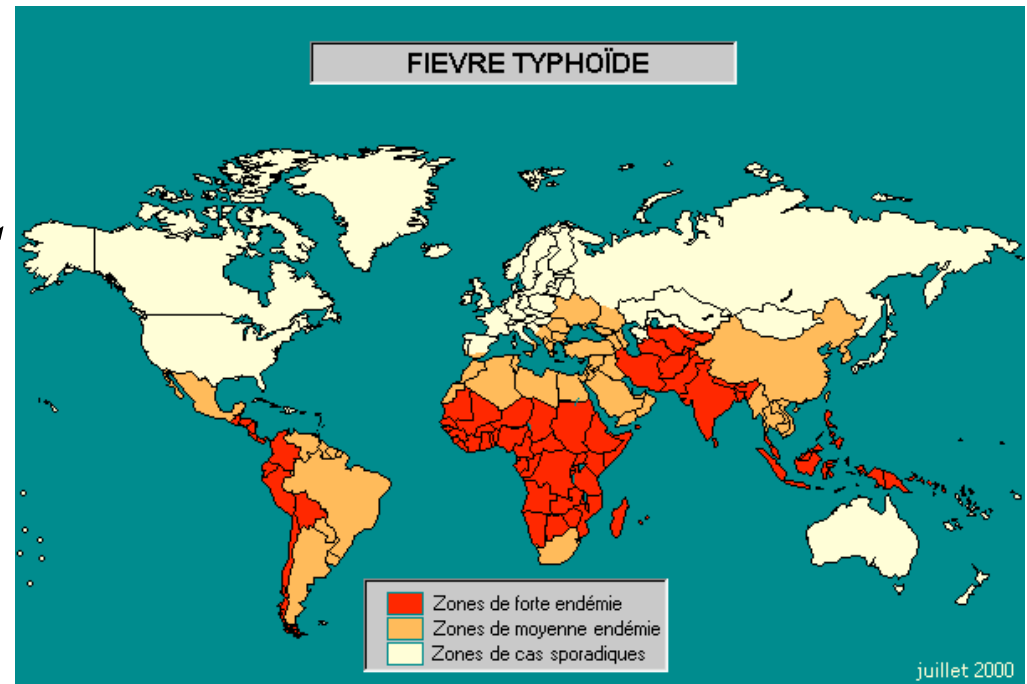 FIEVRE TYPHOÏDE
Zones de forte endémie
Zones de moyenne endémie
Zones de cas sporadiques
juillet 2000